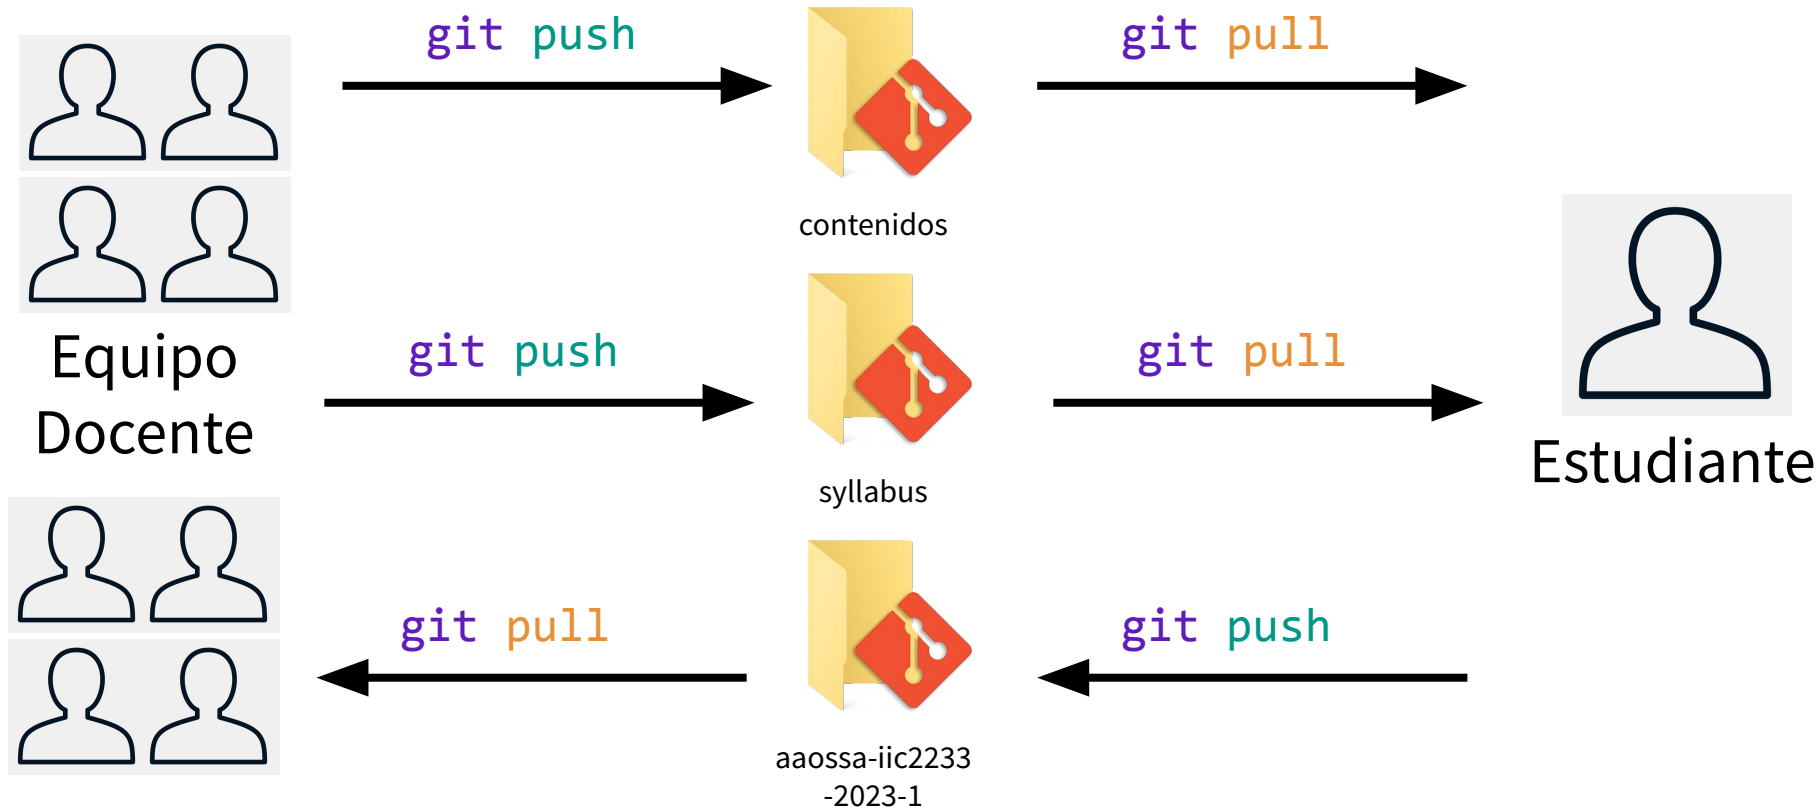 git push
git pull
contenidos
Equipo
Docente
git push
git pull
syllabus
Estudiante
git pull
git push
aaossa-iic2233
-2023-1